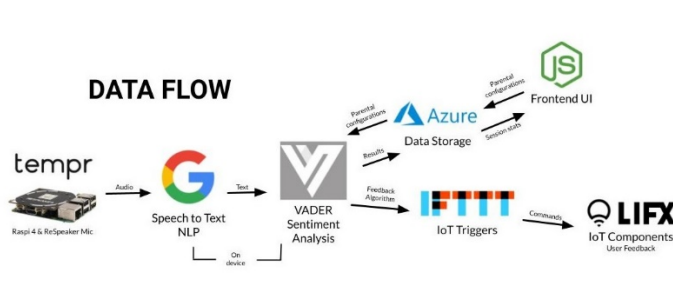 DATA FLOW
tempr
Raspi 4 & ReSpeaker Mic
Audio
Speech to Text
NLP
Text
On
device
VADER
Sentiment
Analysis
Parental
configurations
Results
Azure
Data Storage
Parental
configurations
Session stats
JS
Frontend UI
Feedback
Algorithm
IFTTT
IoT Triggers
Commands
LIFX
IoT Components
User Feedback